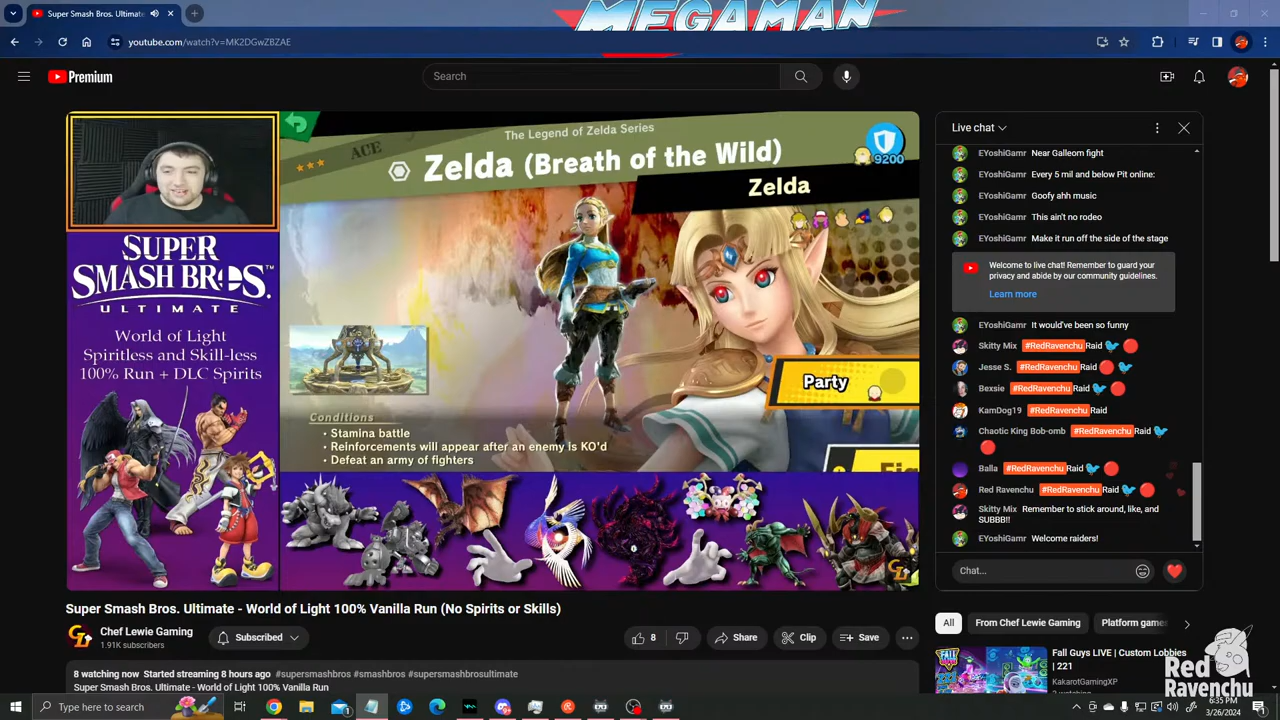 MEGAMAN
Super Smash Bros. Ultimate
youtube.com/watch?v=MK2DGwZBZAE
Premium
Search
The Legend of Zelda Series
ACE
Zelda (Breath of the Wild)
9200
Zelda
Party
Conditions
• Stamina battle
• Reinforcements will appear after an enemy is KO'd
• Defeat an army of fighters
SUPER
SMASH BROS.™
ULTIMATE
World of Light
Spiritless and Skill-less
100% Run + DLC Spirits
GL
Live chat
EYoshiGamr Near Galleom fight
EYoshiGamr Every 5 mil and below Pit online:
EYoshiGamr Goofy ahh music
EYoshiGamr This ain't no rodeo
EYoshiGamr Make it run off the side of the stage
Welcome to live chat! Remember to guard your
privacy and abide by our community guidelines.
Learn more
EYoshiGamr It would've been so funny
Skitty Mix #RedRavenchu Raid
Jesse S. #RedRavenchu Raid
Bexsie #RedRavenchu Raid
KamDog19 #RedRavenchu Raid
Chaotic King Bob-omb #RedRavenchu Raid
Balla #RedRavenchu Raid
Red Ravenchu #RedRavenchu Raid
Skitty Mix Remember to stick around, like, and
SUBBB!!
EYoshiGamr Welcome raiders!
Chat...
Super Smash Bros. Ultimate - World of Light 100% Vanilla Run (No Spirits or Skills)
GL
Chef Lewie Gaming
1.91K subscribers
Subscribed
8
Share
Clip
Save
8 watching now Started streaming 8 hours ago #supersmashbros #smashbros #supersmashbrosultimate
Super Smash Bros. Ultimate - World of Light 100% Vanilla Run
All
From Chef Lewie Gaming
Platform game
Fall Guys LIVE | Custom Lobbies
| 221
KakarotGamingXP
Red
Ravenchu
Type here to search
6:35 PM
3/26/2024